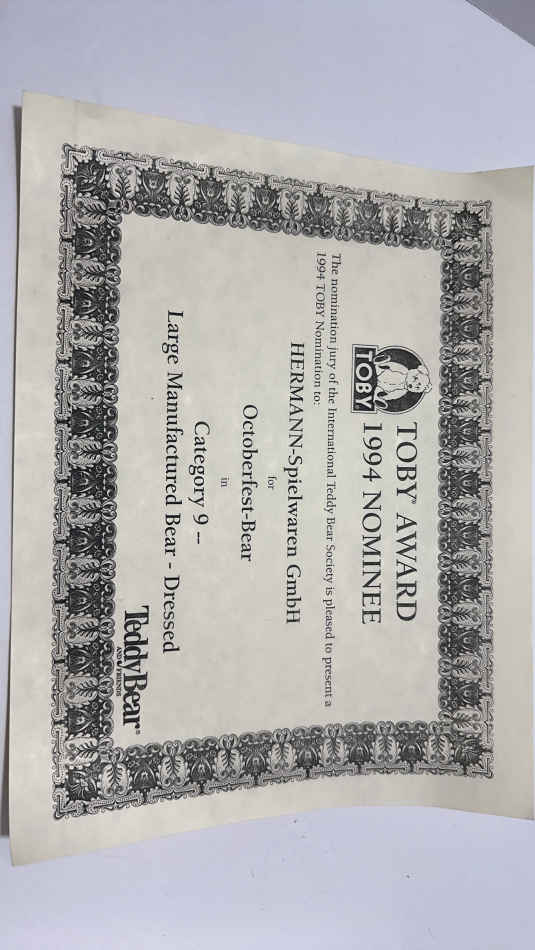 TOBY® AWARD
1994 NOMINEE
TOBY
The nomination jury of the International Teddy Bear Society is pleased to present a
1994 TOBY Nomination to:
HERMANN-Spielwaren GmbH
for
Octoberfest-Bear
in
Category 9 --
Large Manufactured Bear - Dressed
Teddy Bear®
AND FRIENDS